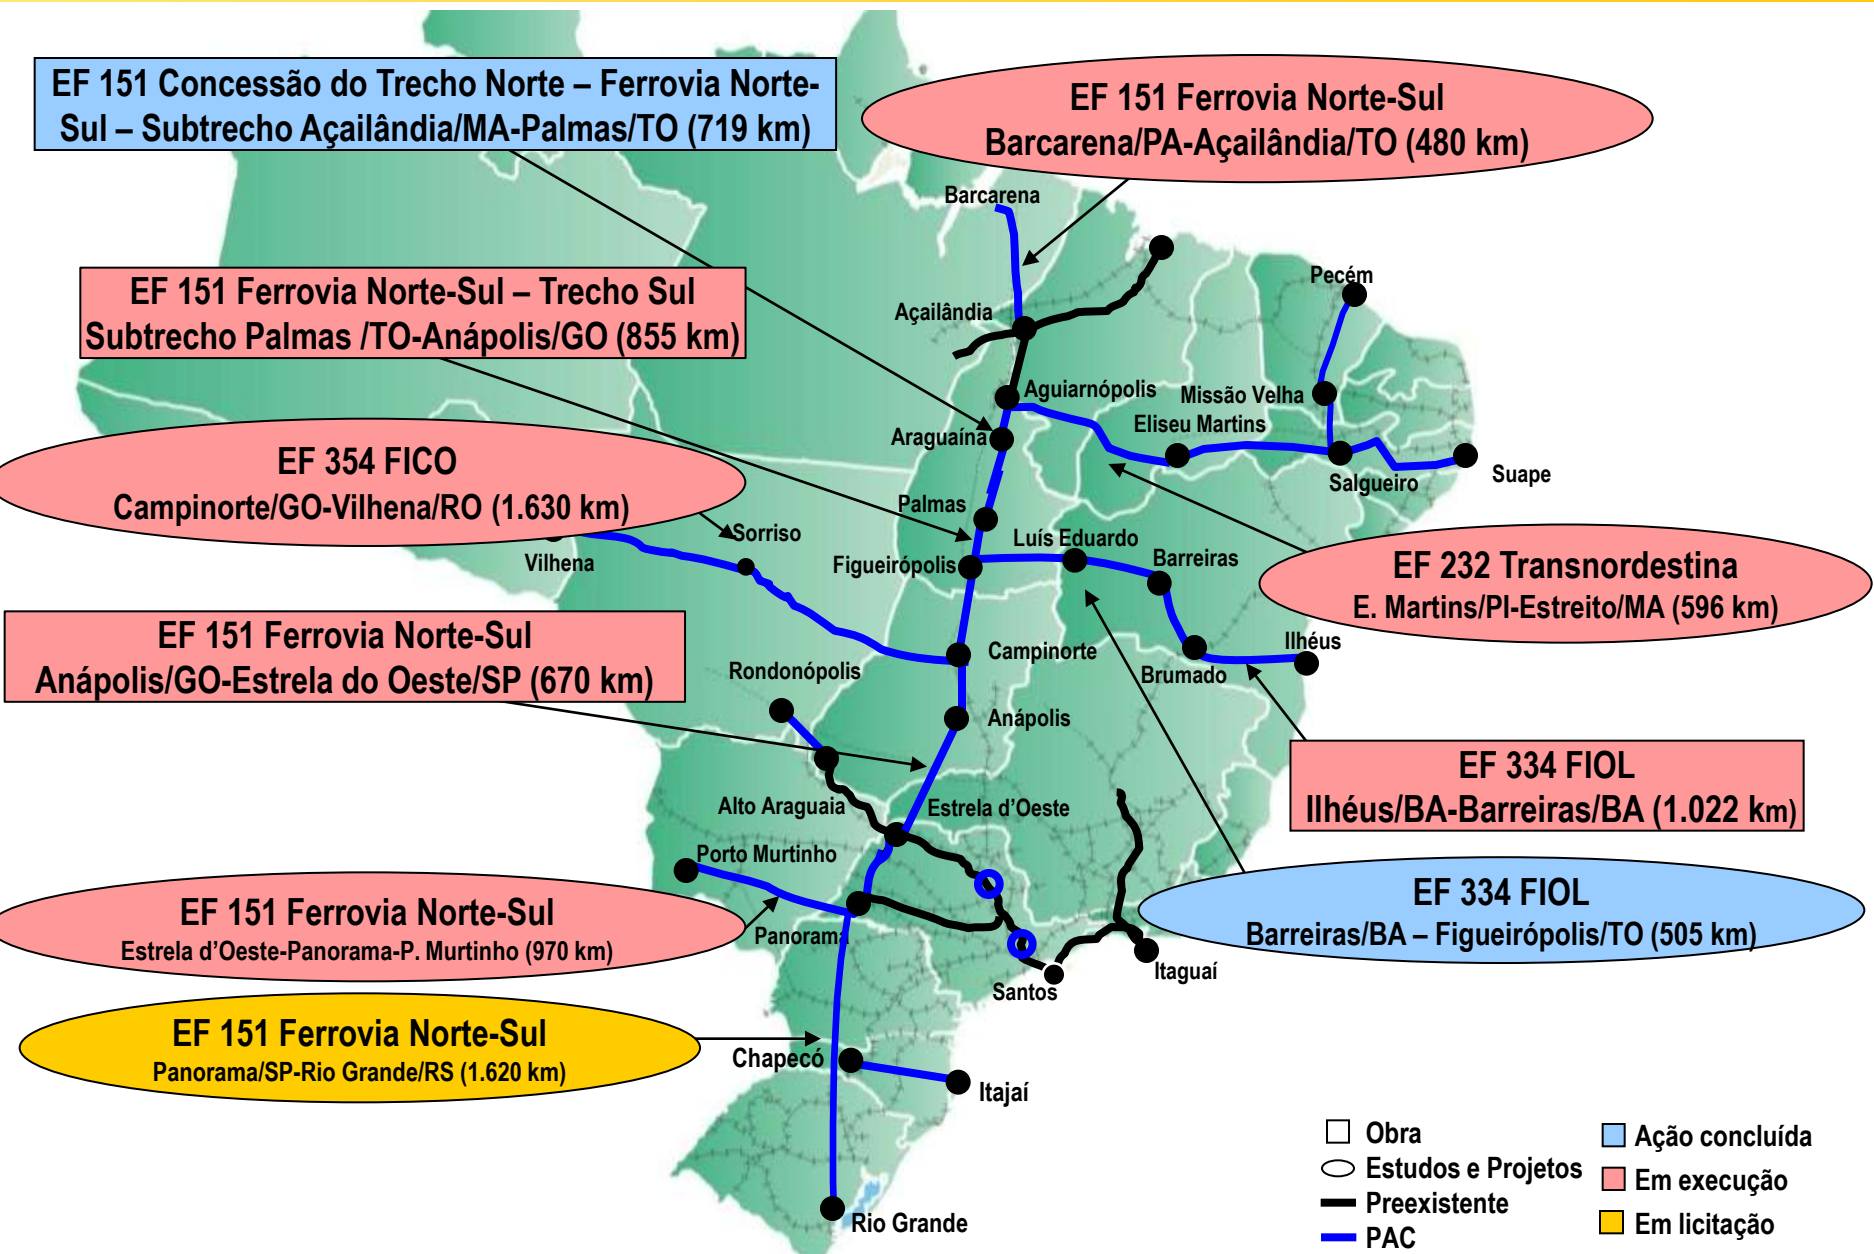 EF 151 Concessão do Trecho Norte – Ferrovia Norte-
Sul – Subtrecho Açailândia/MA-Palmas/TO (719 km)
EF 151 Ferrovia Norte-Sul
Barcarena/PA-Açailândia/TO (480 km)
Barcarena
EF 151 Ferrovia Norte-Sul – Trecho Sul
Subtrecho Palmas /TO-Anápolis/GO (855 km)
Pecém
Açailândia
Aguiarnópolis
Missão Velha
Eliseu Martins
Araguaína
Salgueiro
Suape
EF 354 FICO
Campinorte/GO-Vilhena/RO (1.630 km)
Palmas
Sorriso
Vilhena
Luís Eduardo
Barreiras
Figueirópolis
EF 232 Transnordestina
E. Martins/PI-Estreito/MA (596 km)
EF 151 Ferrovia Norte-Sul
Anápolis/GO-Estrela do Oeste/SP (670 km)
Campinorte
Ilhéus
Brumado
Rondonópolis
Anápolis
EF 334 FIOL
Ilhéus/BA-Barreiras/BA (1.022 km)
Alto Araguaia
Estrela d’Oeste
Porto Murtinho
EF 334 FIOL
Barreiras/BA – Figueirópolis/TO (505 km)
EF 151 Ferrovia Norte-Sul
Estrela d’Oeste-Panorama-P. Murtinho (970 km)
Panorama
Itaguaí
Santos
EF 151 Ferrovia Norte-Sul
Panorama/SP-Rio Grande/RS (1.620 km)
Chapecó
Itajaí
Rio Grande
Obra
Estudos e Projetos
Preexistente
PAC
Ação concluída
Em execução
Em licitação